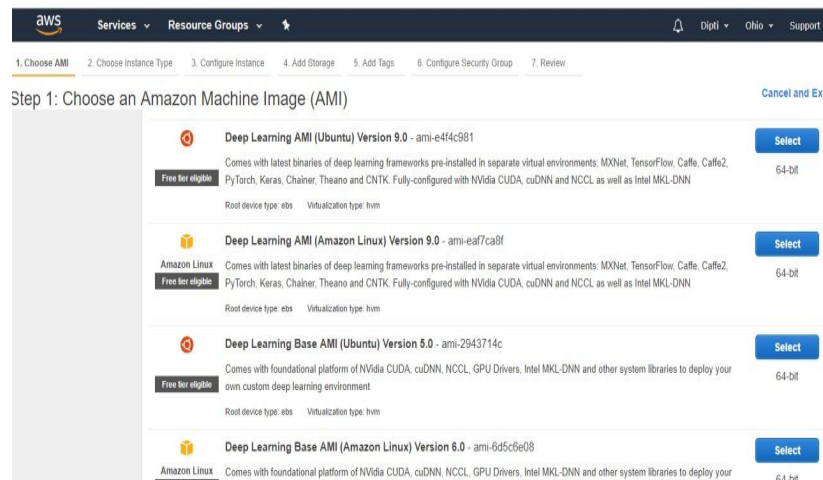 aws Services Resource Groups Dipti Ohio Support
1. Choose AMI 2. Choose Instance Type 3. Configure Instance 4. Add Storage 5. Add Tags 6. Configure Security Group 7. Review
Step 1: Choose an Amazon Machine Image (AMI) Cancel and Ex
Deep Learning AMI (Ubuntu) Version 9.0 - ami-e4f4c981 Select
Comes with latest binaries of deep learning frameworks pre-installed in separate virtual environments: MXNet, TensorFlow, Caffe, Caffe2,
Free tier eligible PyTorch, Keras, Chainer, Theano and CNTK. Fully-configured with NVidia CUDA, cuDNN and NCCL as well as Intel MKL-DNN 64-bit
Root device type: ebs Virtualization type: hvm
Deep Learning AMI (Amazon Linux) Version 9.0 - ami-eaf7ca8f Select
Amazon Linux Comes with latest binaries of deep learning frameworks pre-installed in separate virtual environments: MXNet, TensorFlow, Caffe, Caffe2,
Free tier eligible PyTorch, Keras, Chainer, Theano and CNTK. Fully-configured with NVidia CUDA, cuDNN and NCCL as well as Intel MKL-DNN 64-bit
Root device type: ebs Virtualization type: hvm
Deep Learning Base AMI (Ubuntu) Version 5.0 - ami-2943714c Select
Comes with foundational platform of NVidia CUDA, cuDNN, NCCL, GPU Drivers, Intel MKL-DNN and other system libraries to deploy your
Free tier eligible own custom deep learning environment 64-bit
Root device type: ebs Virtualization type: hvm
Deep Learning Base AMI (Amazon Linux) Version 6.0 - ami-6d5c6e08 Select
Amazon Linux Comes with foundational platform of NVidia CUDA, cuDNN, NCCL, GPU Drivers, Intel MKL-DNN and other system libraries to deploy your
64-bit